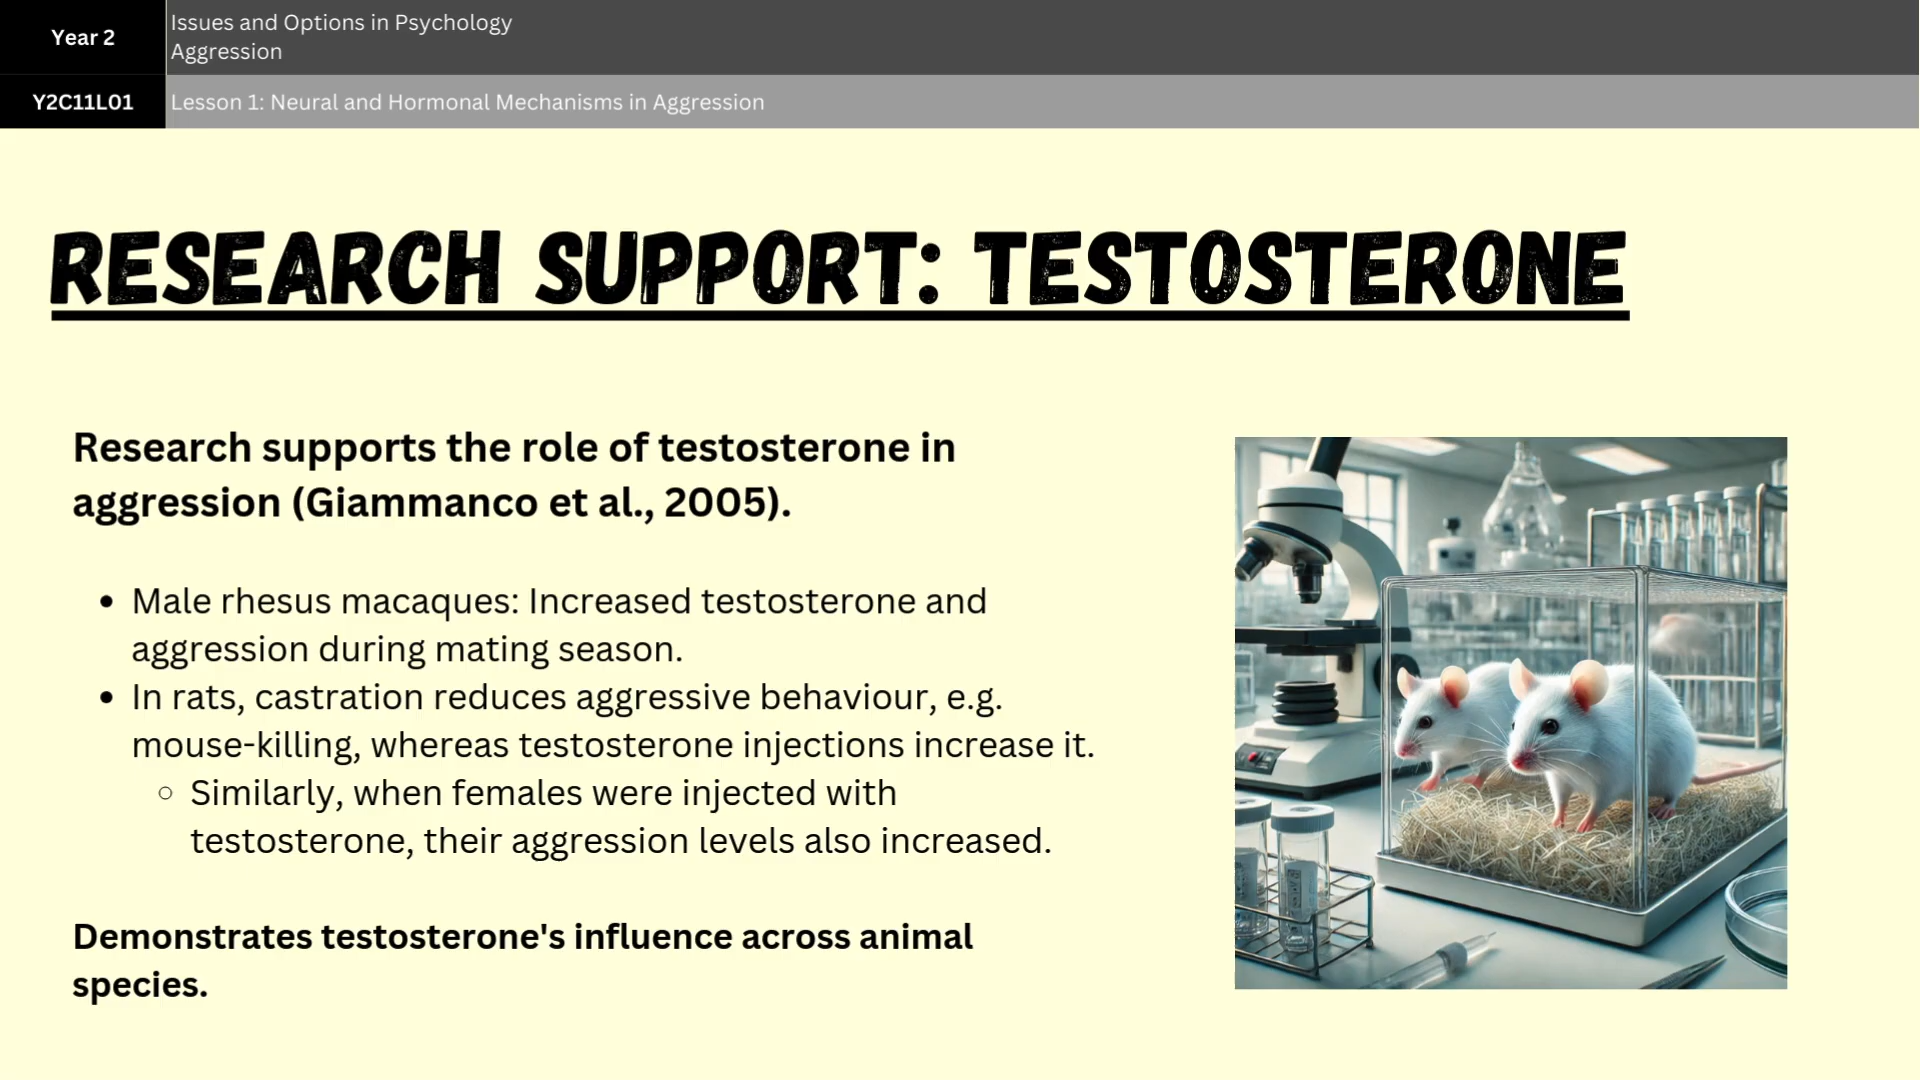 Year 2
Issues and Options in Psychology
Aggression
Y2C11L01
Lesson 1: Neural and Hormonal Mechanisms in Aggression
RESEARCH SUPPORT: TESTOSTERONE
Research supports the role of testosterone in
aggression (Giammanco et al., 2005).
• Male rhesus macaques: Increased testosterone and
aggression during mating season.
• In rats, castration reduces aggressive behaviour, e.g.
mouse-killing, whereas testosterone injections increase it.
○ Similarly, when females were injected with
testosterone, their aggression levels also increased.
Demonstrates testosterone's influence across animal
species.